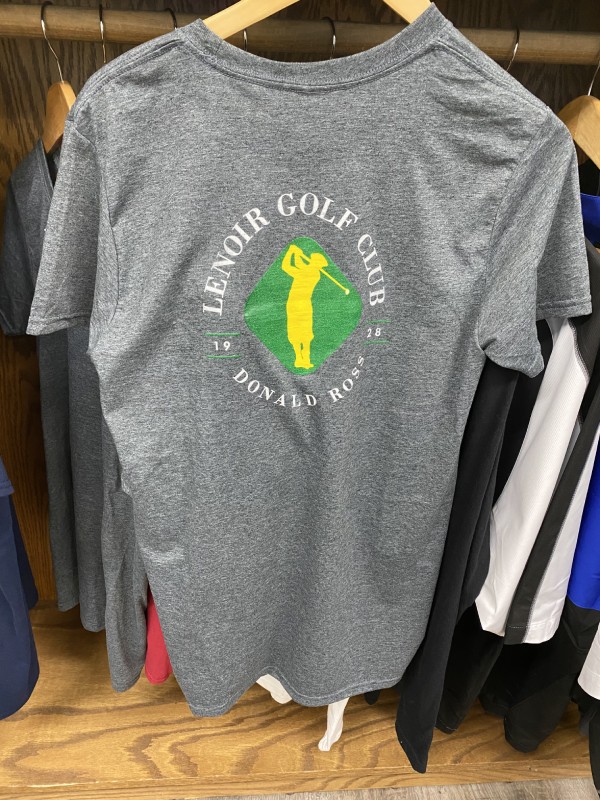 LENOIR GOLF CLUB
19 28
DONALD ROSS